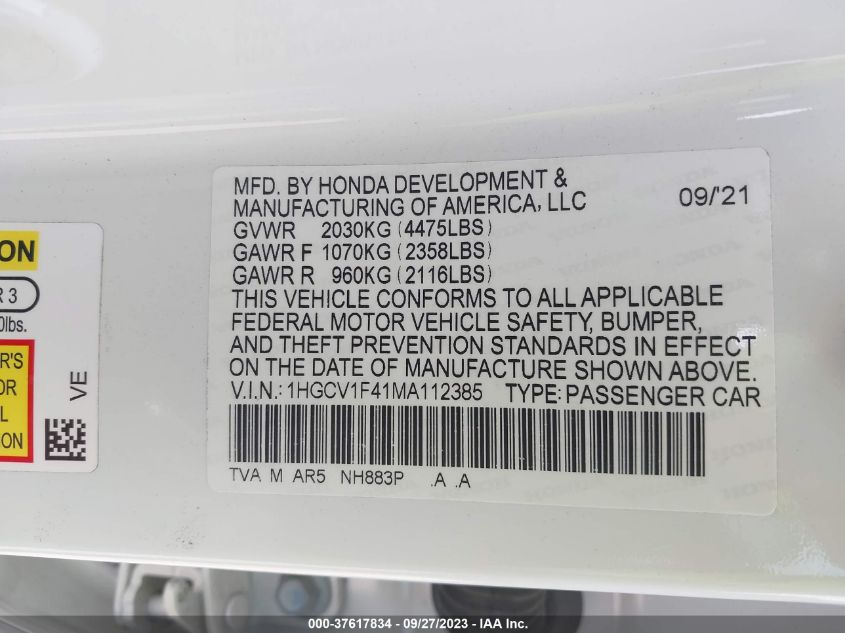 MFD. BY HONDA DEVELOPMENT &
MANUFACTURING OF AMERICA, LLC 09/'21
GVWR 2030KG (4475LBS)
GAWR F 1070KG (2358LBS)
GAWR R 960KG (2116LBS)
THIS VEHICLE CONFORMS TO ALL APPLICABLE
FEDERAL MOTOR VEHICLE SAFETY, BUMPER,
AND THEFT PREVENTION STANDARDS IN EFFECT
ON THE DATE OF MANUFACTURE SHOWN ABOVE.
V.I.N.: 1HGCV1F41MA112385 TYPE: PASSENGER CAR
TVA M AR5 NH883P .A .A
ON
R 3
0lbs.
R'S
OR
L
ON
VE
000-37617834 - 09/27/2023 - IAA Inc.